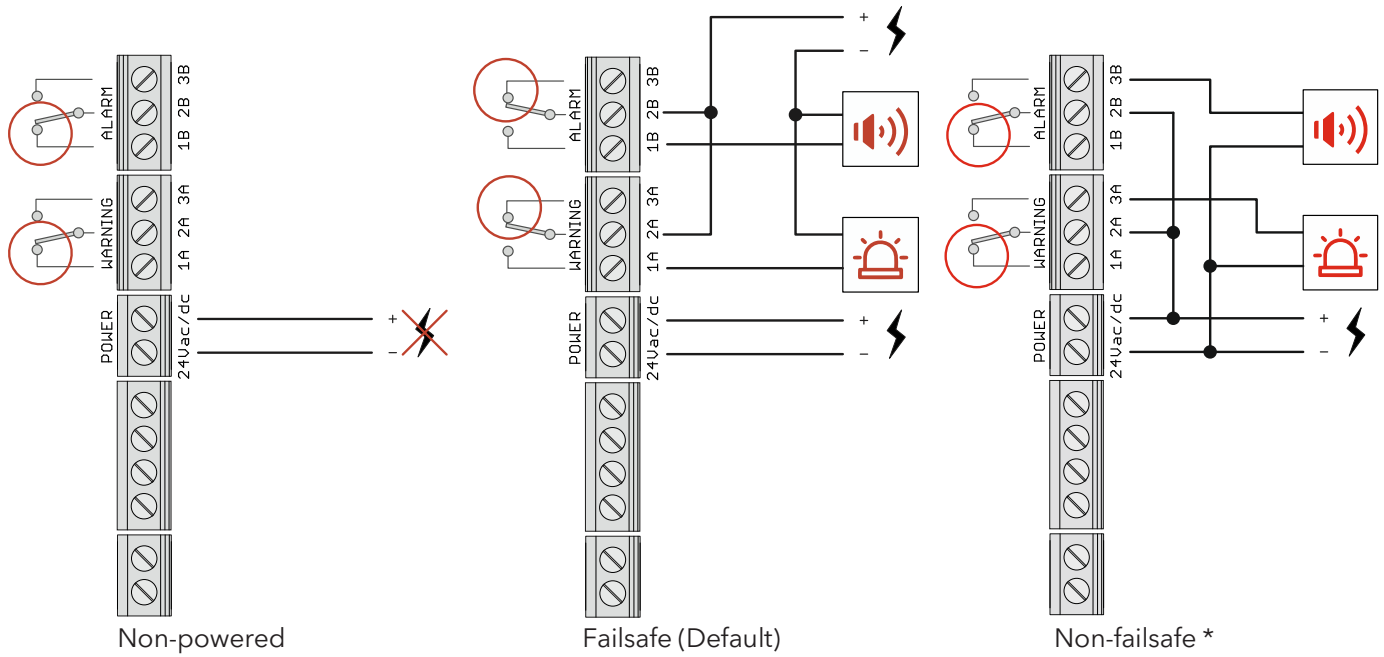 ALARM
3B
2B
1B
WARNING
3A
2A
1A
POWER
24Vac/dc
+
−
Non-powered
ALARM
3B
2B
1B
WARNING
3A
2A
1A
POWER
24Vac/dc
+
−
+
−
Failsafe (Default)
ALARM
3B
2B
1B
WARNING
3A
2A
1A
POWER
24Vac/dc
+
−
Non-failsafe *